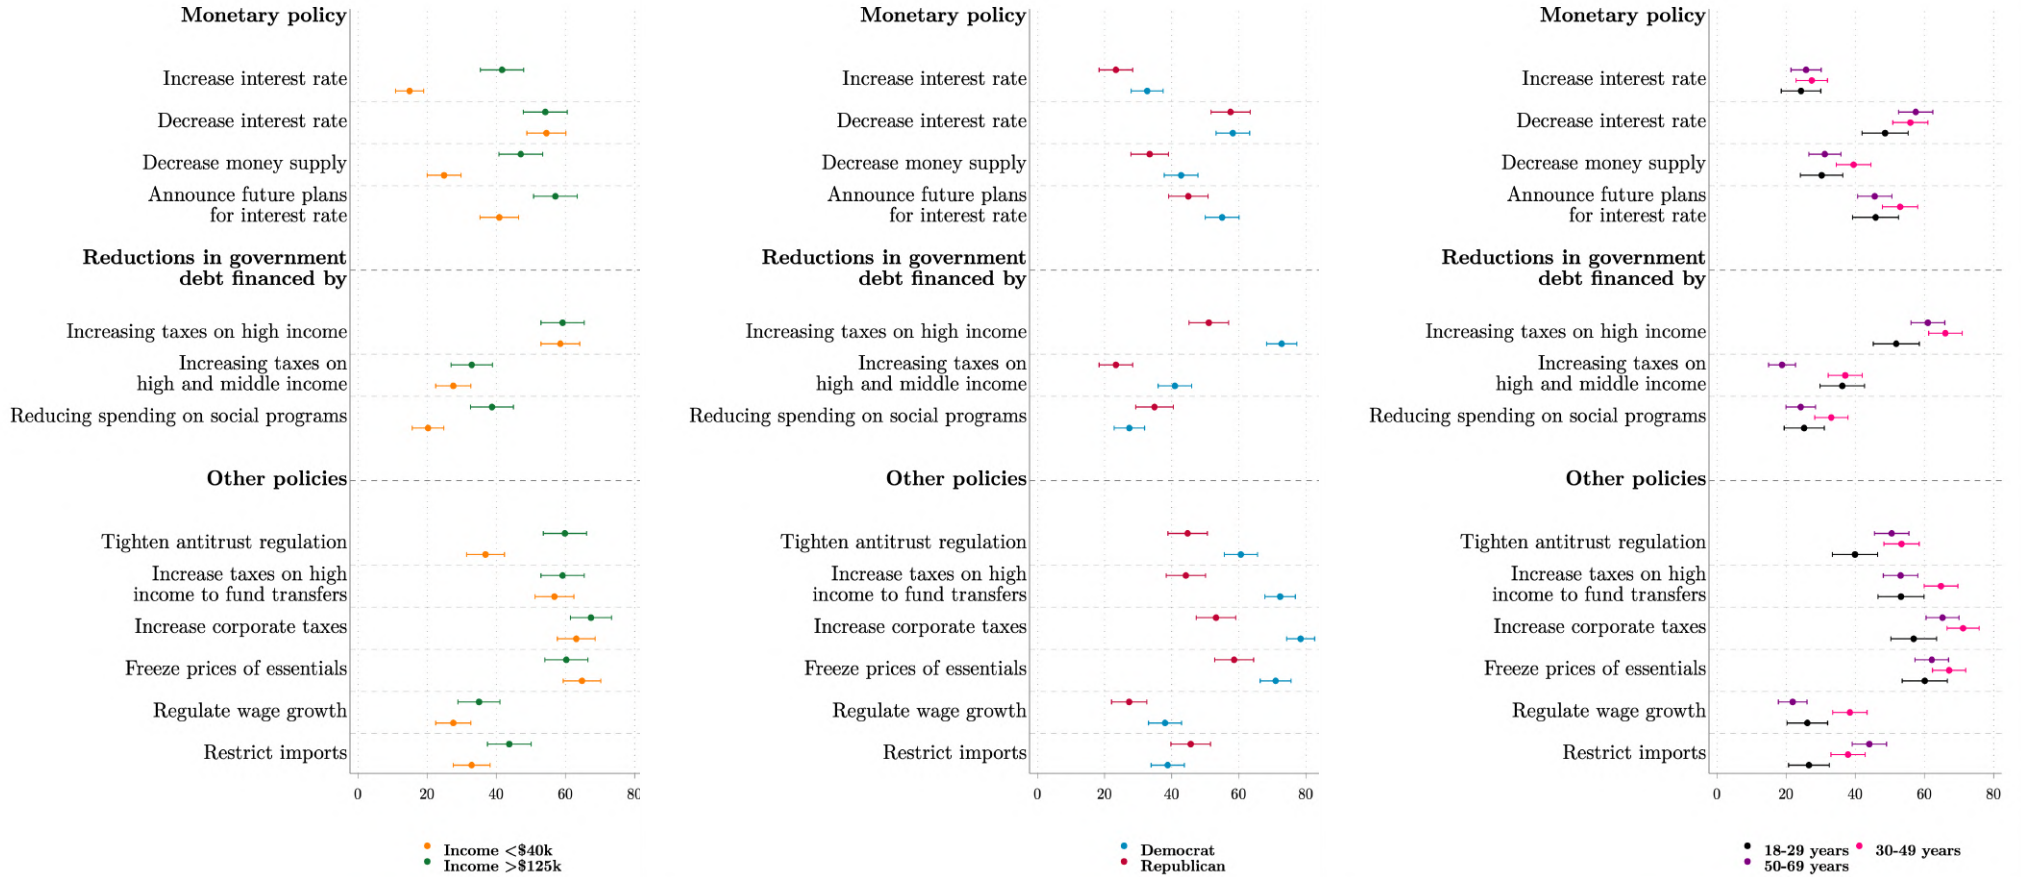 Monetary policy
Increase interest rate
Decrease interest rate
Decrease money supply
Announce future plans
for interest rate
Reductions in government
debt financed by
Increasing taxes on high income
Increasing taxes on
high and middle income
Reducing spending on social programs
Other policies
Tighten antitrust regulation
Increase taxes on high
income to fund transfers
Increase corporate taxes
Freeze prices of essentials
Regulate wage growth
Restrict imports
0 20 40 60 80
Income <$40k
Income >$125k
Monetary policy
Increase interest rate
Decrease interest rate
Decrease money supply
Announce future plans
for interest rate
Reductions in government
debt financed by
Increasing taxes on high income
Increasing taxes on
high and middle income
Reducing spending on social programs
Other policies
Tighten antitrust regulation
Increase taxes on high
income to fund transfers
Increase corporate taxes
Freeze prices of essentials
Regulate wage growth
Restrict imports
0 20 40 60 80
Democrat
Republican
Monetary policy
Increase interest rate
Decrease interest rate
Decrease money supply
Announce future plans
for interest rate
Reductions in government
debt financed by
Increasing taxes on high income
Increasing taxes on
high and middle income
Reducing spending on social programs
Other policies
Tighten antitrust regulation
Increase taxes on high
income to fund transfers
Increase corporate taxes
Freeze prices of essentials
Regulate wage growth
Restrict imports
0 20 40 60 80
18-29 years 30-49 years
50-69 years